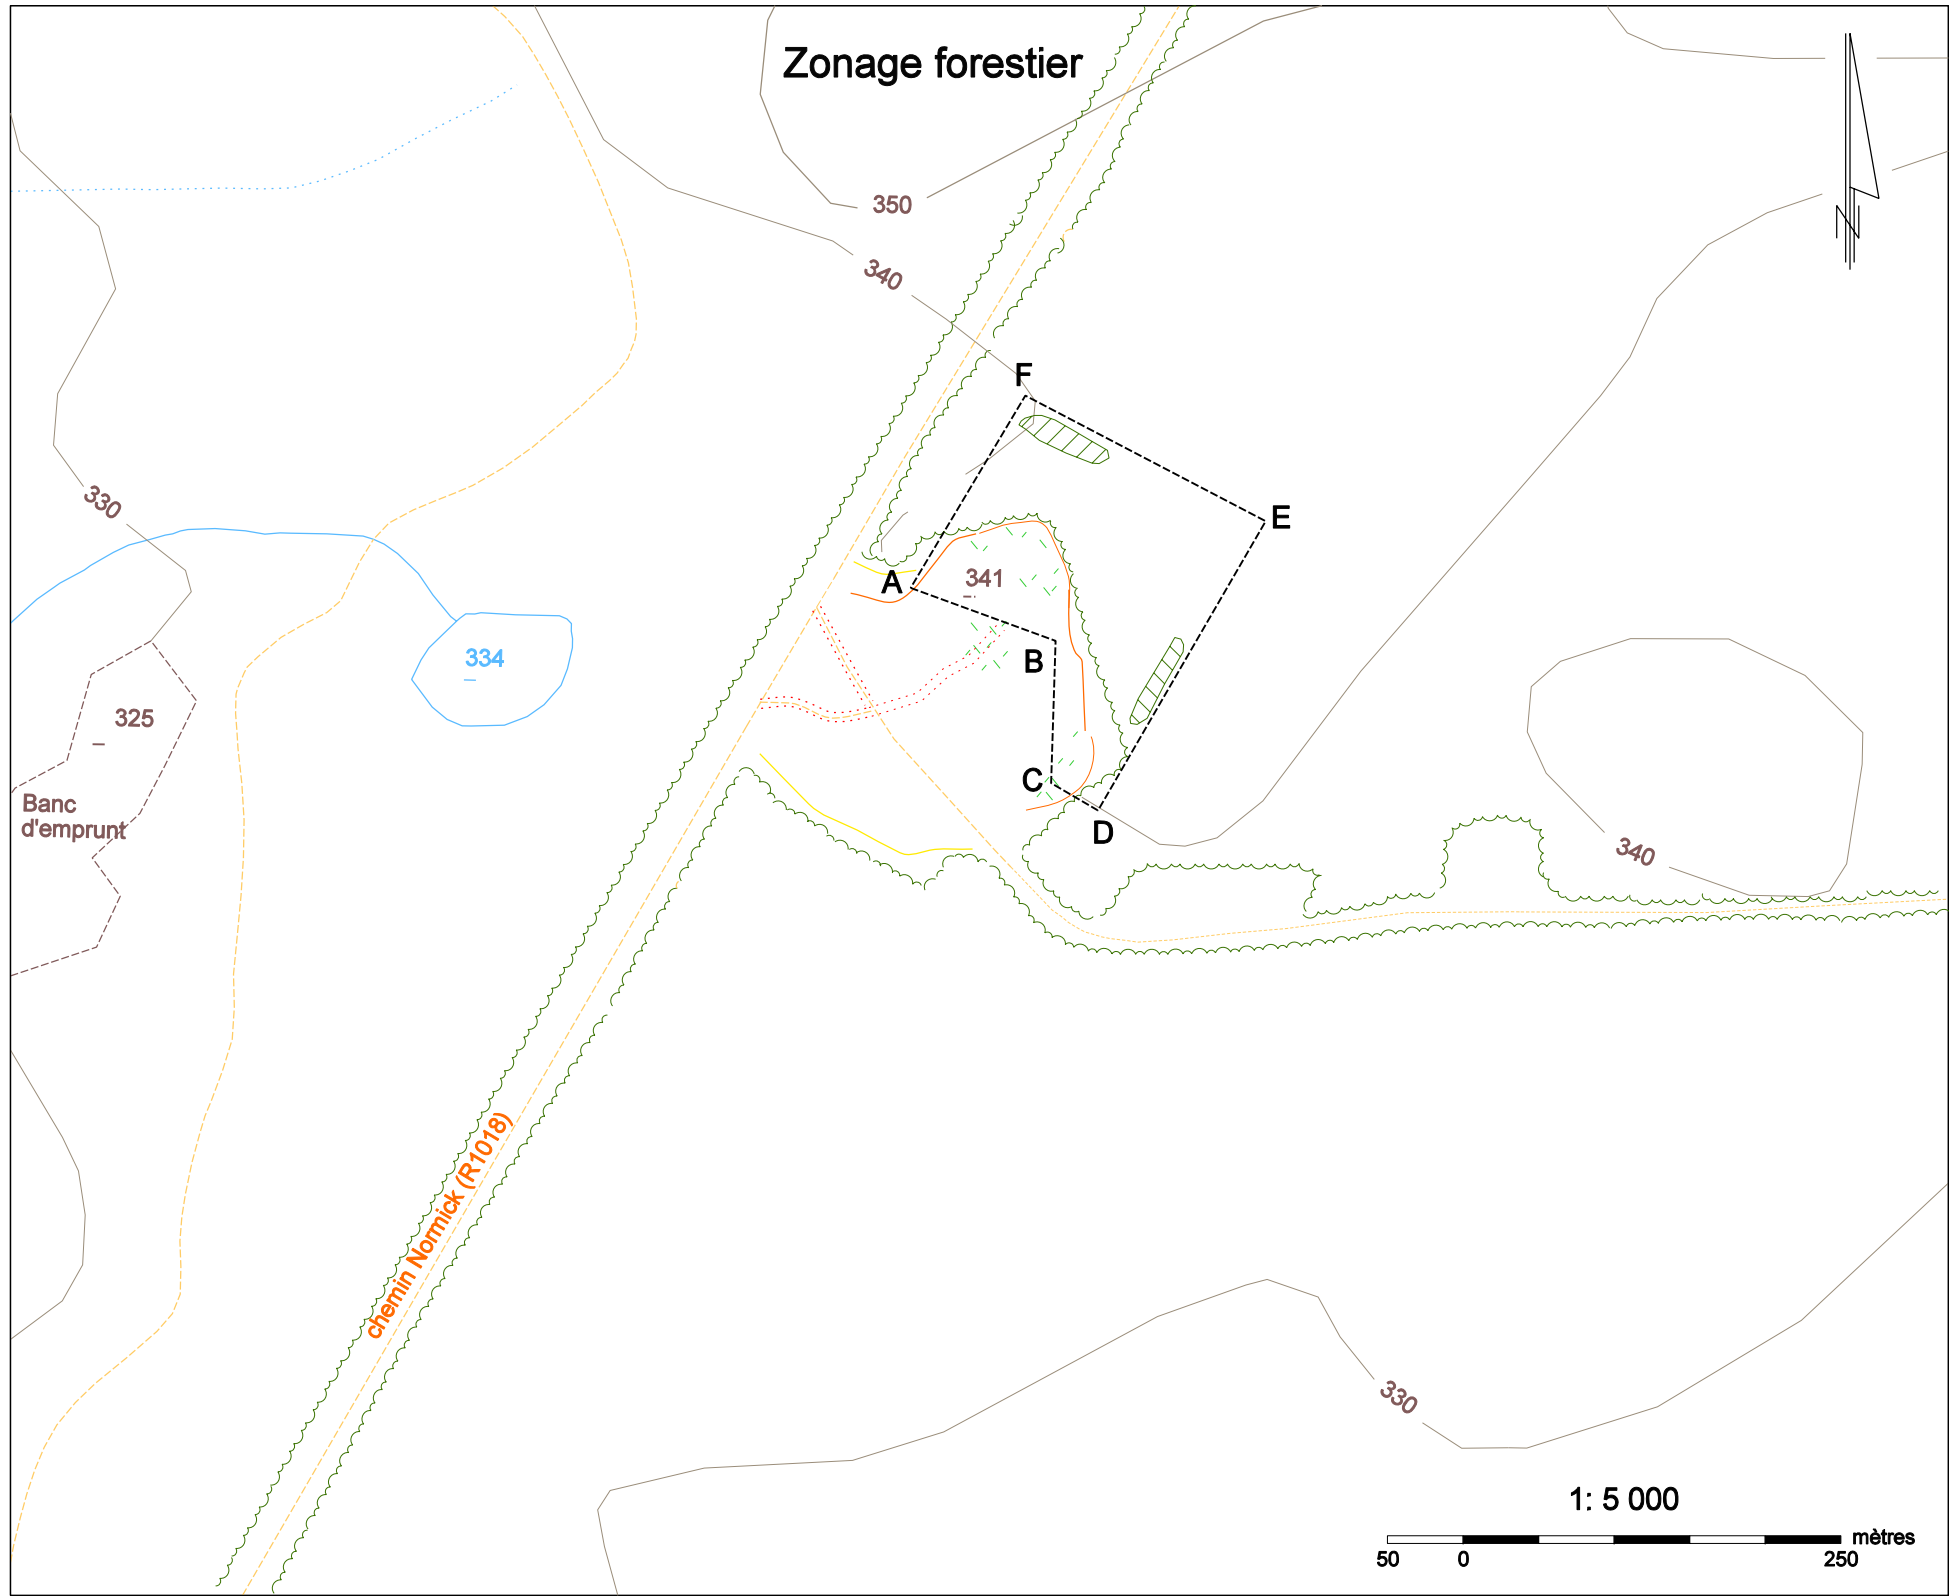 Zonage forestier
350
340
F
330
E
A
341
B
334
325
C
Banc
d'emprunt
D
340
chemin Normick (R1018)
330
1: 5 000
mètres
50 0 250
N